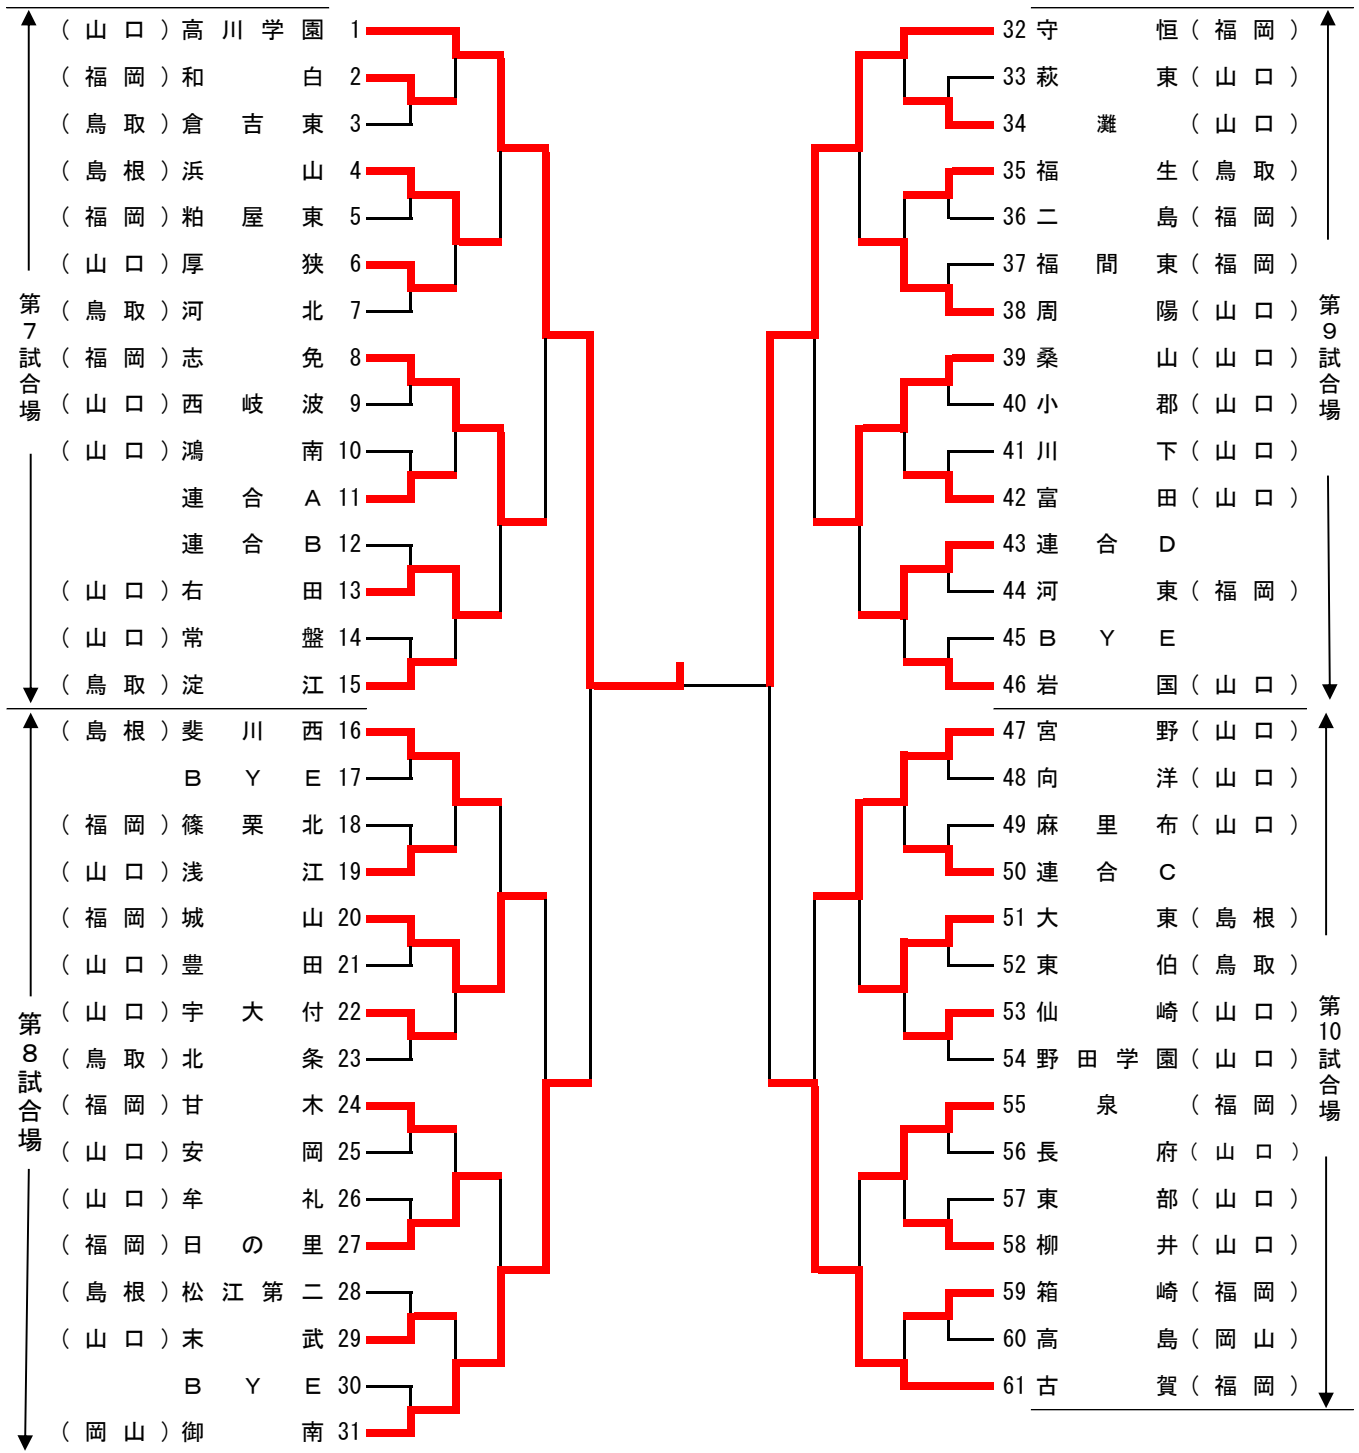 第7試合場
(山口)高川学園 1
(福岡)和白 2
(鳥取)倉吉東 3
(島根)浜山 4
(福岡)粕屋東 5
(山口)厚狭 6
(鳥取)河北 7
(福岡)志免 8
(山口)西岐波 9
(山口)鴻南 10
連合A 11
連合B 12
(山口)右田 13
(山口)常盤 14
(鳥取)淀江 15
第8試合場
(島根)斐川西 16
BYE 17
(福岡)篠栗北 18
(山口)浅江 19
(福岡)城山 20
(山口)豊田 21
(山口)宇大付 22
(鳥取)北条 23
(福岡)甘木 24
(山口)安岡 25
(山口)牟礼 26
(福岡)日の里 27
(島根)松江第二 28
(山口)末武 29
BYE 30
(岡山)御南 31
第9試合場
32 守恒(福岡)
33 萩東(山口)
34 灘(山口)
35 福生(鳥取)
36 二島(福岡)
37 福間東(福岡)
38 周陽(山口)
39 桑山(山口)
40 小郡(山口)
41 川下(山口)
42 富田(山口)
43 連合D
44 河東(福岡)
45 BYE
46 岩国(山口)
第10試合場
47 宮野(山口)
48 向洋(山口)
49 麻里布(山口)
50 連合C
51 大東(島根)
52 東伯(鳥取)
53 仙崎(山口)
54 野田学園(山口)
55 泉(福岡)
56 長府(山口)
57 東部(山口)
58 柳井(山口)
59 箱崎(福岡)
60 高島(岡山)
61 古賀(福岡)